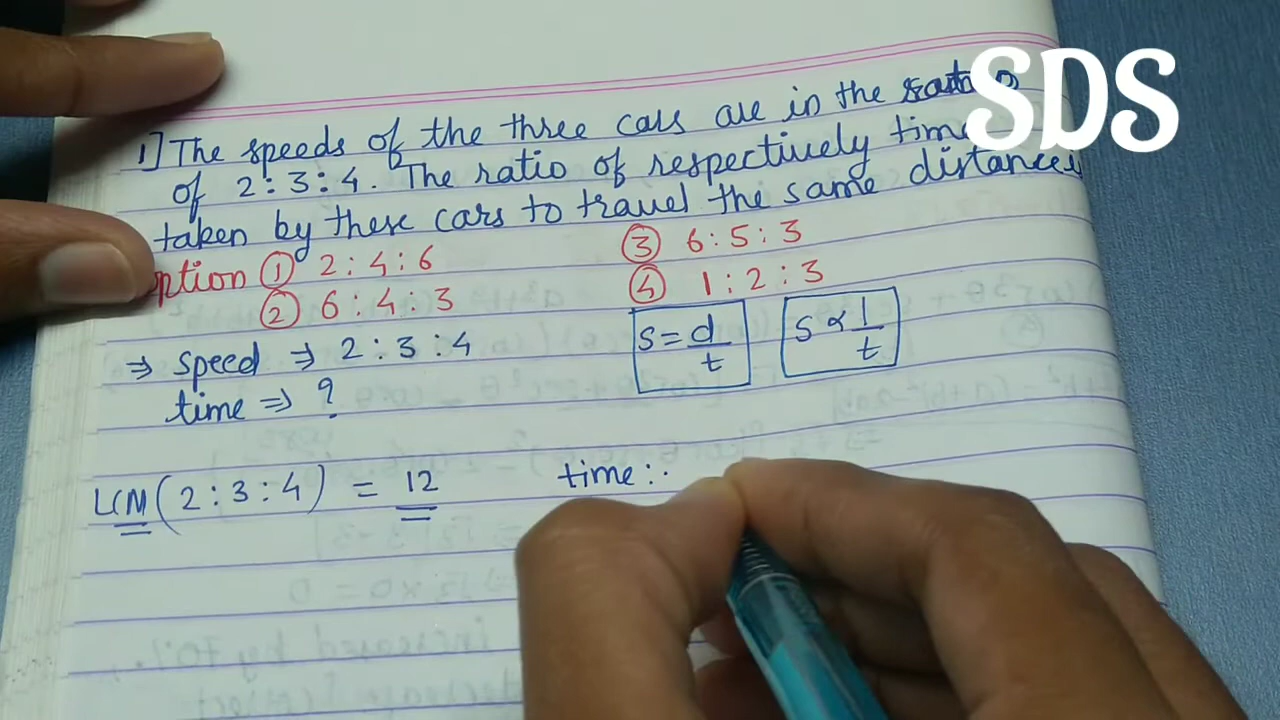 SDS
1] The speeds of the three cars are in the ratio
of 2 : 3 : 4. The ratio of respectively time
taken by these cars to travel the same distances
ption ① 2 : 4 : 6 ③ 6 : 5 : 3
② 6 : 4 : 3 ④ 1 : 2 : 3
⇒ speed ⇒ 2 : 3 : 4 S = d/t S ∝ 1/t
time ⇒ ?
LCM (2 : 3 : 4) = 12 time :-